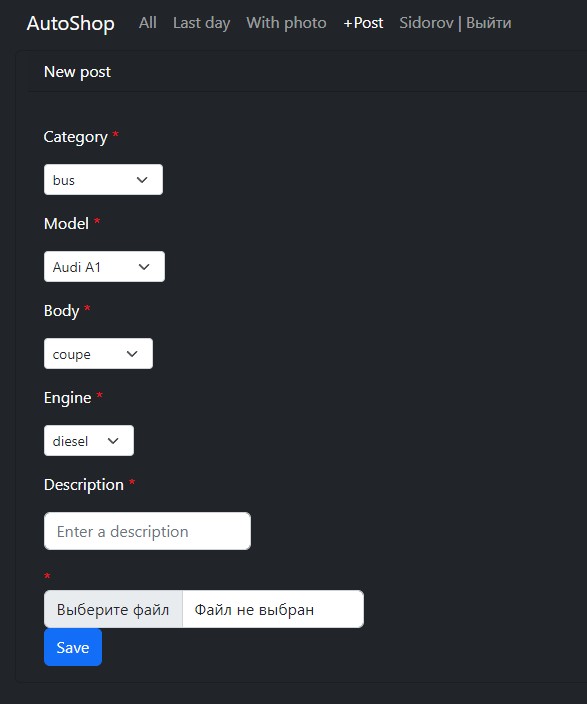 AutoShop All Last day With photo +Post Sidorov | Выйти
New post
Category *
bus
Model *
Audi A1
Body *
coupe
Engine *
diesel
Description *
Enter a description
*
Выберите файл Файл не выбран
Save